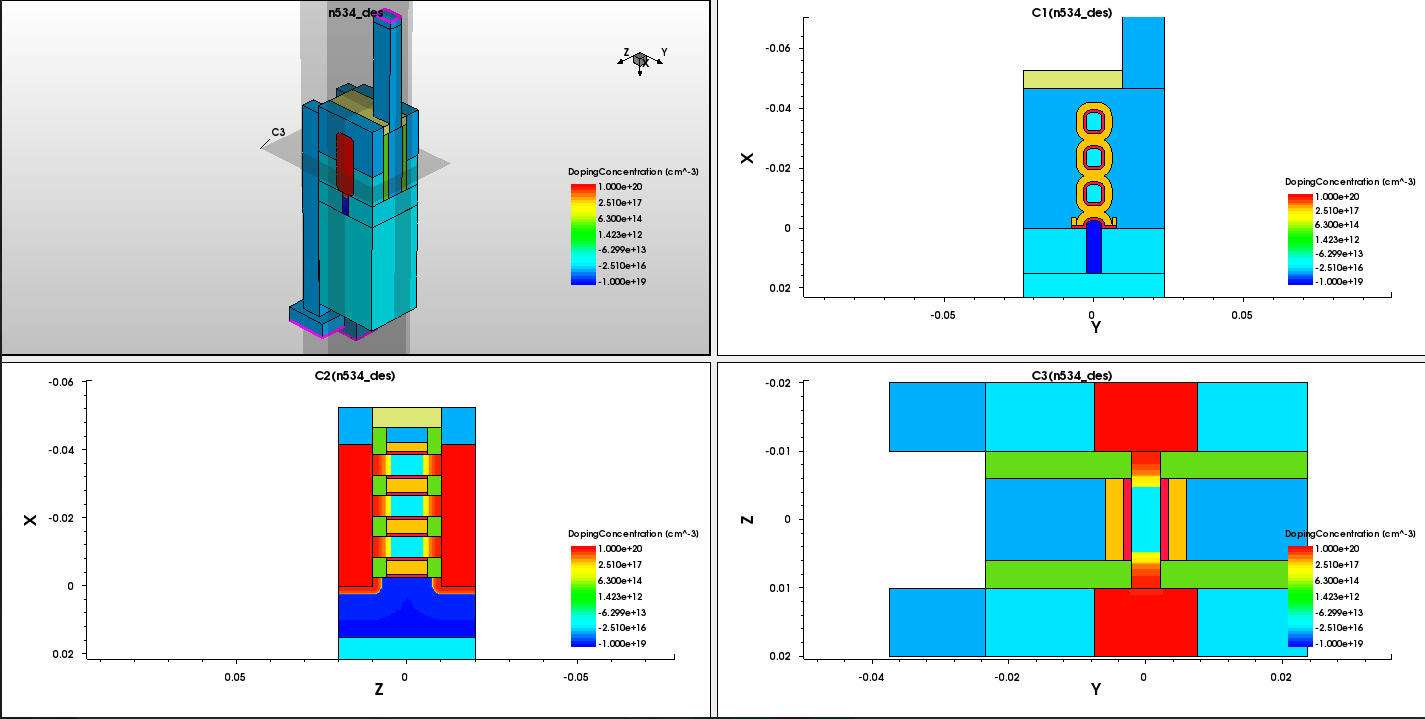 n534_des
Z Y
X
C3
DopingConcentration (cm^-3)
1.000e+20
2.510e+17
6.300e+14
1.423e+12
-6.299e+13
-2.510e+16
-1.000e+19
C1(n534_des)
-0.06
-0.04
-0.02
0
0.02
X
-0.05 0 0.05
Y
DopingConcentration (cm^-3)
1.000e+20
2.510e+17
6.300e+14
1.423e+12
-6.299e+13
-2.510e+16
-1.000e+19
C2(n534_des)
-0.06
-0.04
-0.02
0
0.02
X
0.05 0 -0.05
Z
DopingConcentration (cm^-3)
1.000e+20
2.510e+17
6.300e+14
1.423e+12
-6.299e+13
-2.510e+16
-1.000e+19
C3(n534_des)
-0.02
-0.01
0
0.01
0.02
Z
-0.04 -0.02 0 0.02
Y
DopingConcentration (cm^-3)
1.000e+20
2.510e+17
6.300e+14
1.423e+12
-6.299e+13
-2.510e+16
-1.000e+19